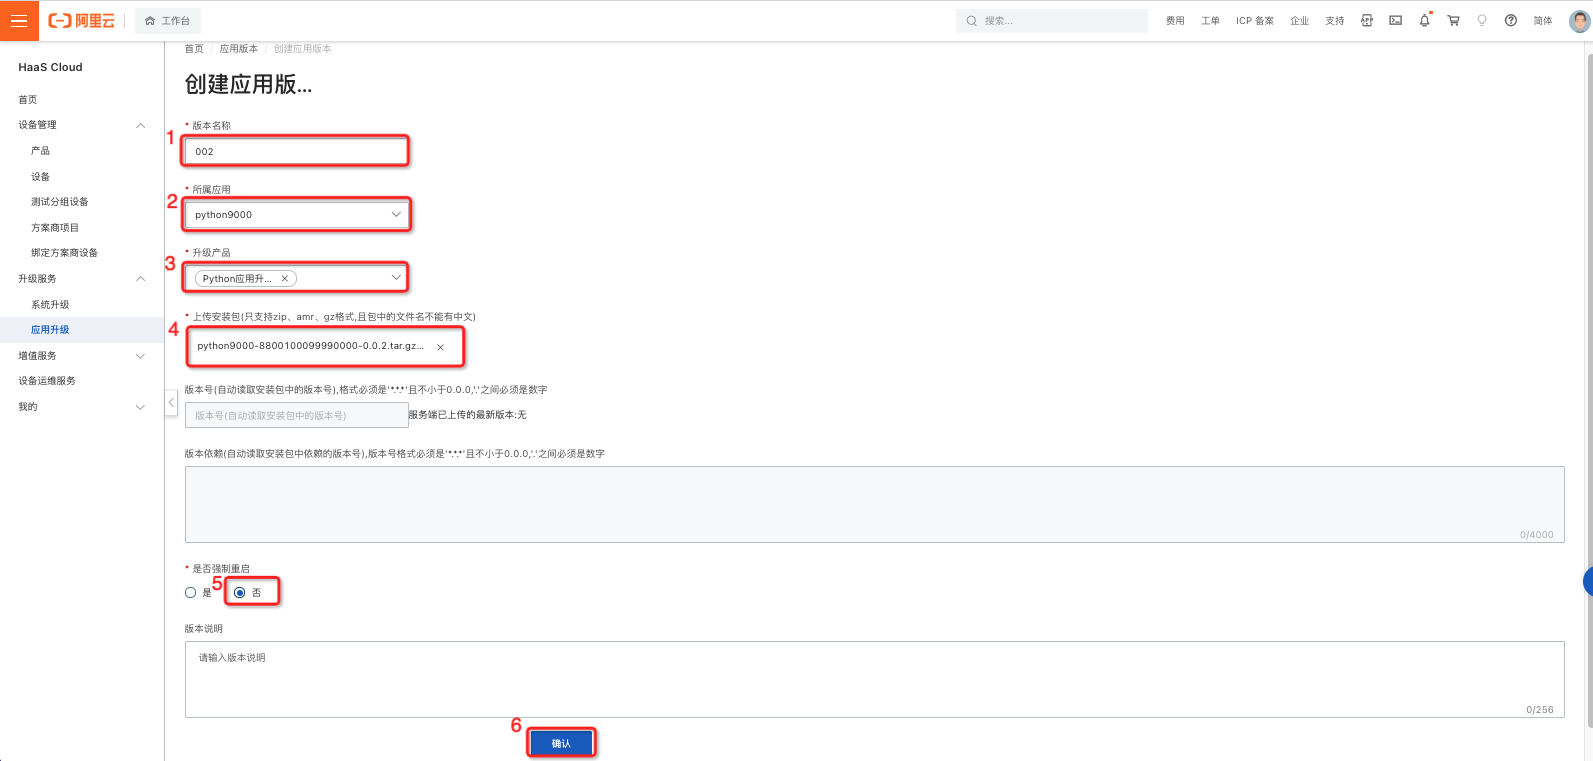 阿里云 工作台 搜索... 费用 工单 ICP 备案 企业 支持 APP 简体
HaaS Cloud
首页
设备管理
产品
设备
测试分组设备
方案商项目
绑定方案商设备
升级服务
系统升级
应用升级
增值服务
设备运维服务
我的
首页 / 应用版本 / 创建应用版本
创建应用版...
* 版本名称
1
002
* 所属应用
2
python9000
* 升级产品
3
Python应用升... ×
* 上传安装包(只支持zip、amr、gz格式,且包中的文件名不能有中文)
4
python9000-8800100099990000-0.0.2.tar.gz... ×
版本号(自动读取安装包中的版本号),格式必须是'*.*.*'且不小于0.0.0,'.'之间必须是数字
版本号(自动读取安装包中的版本号) 服务端已上传的最新版本:无
版本依赖(自动读取安装包中依赖的版本号),版本号格式必须是'*.*.*'且不小于0.0.0,'.'之间必须是数字
0/4000
* 是否强制重启
是 5 否
版本说明
请输入版本说明
0/256
6
确认